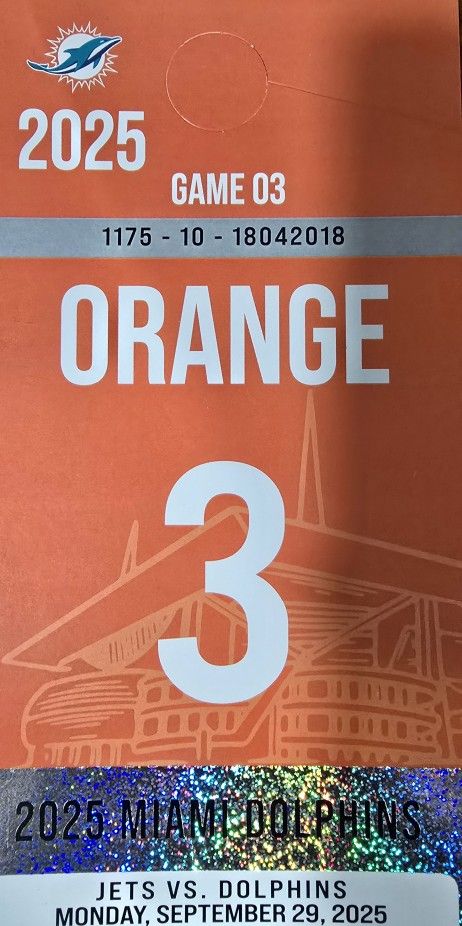 2025
GAME 03
1175 - 10 - 18042018
ORANGE
3
2025 MIAMI DOLPHINS
JETS VS. DOLPHINS
MONDAY, SEPTEMBER 29, 2025